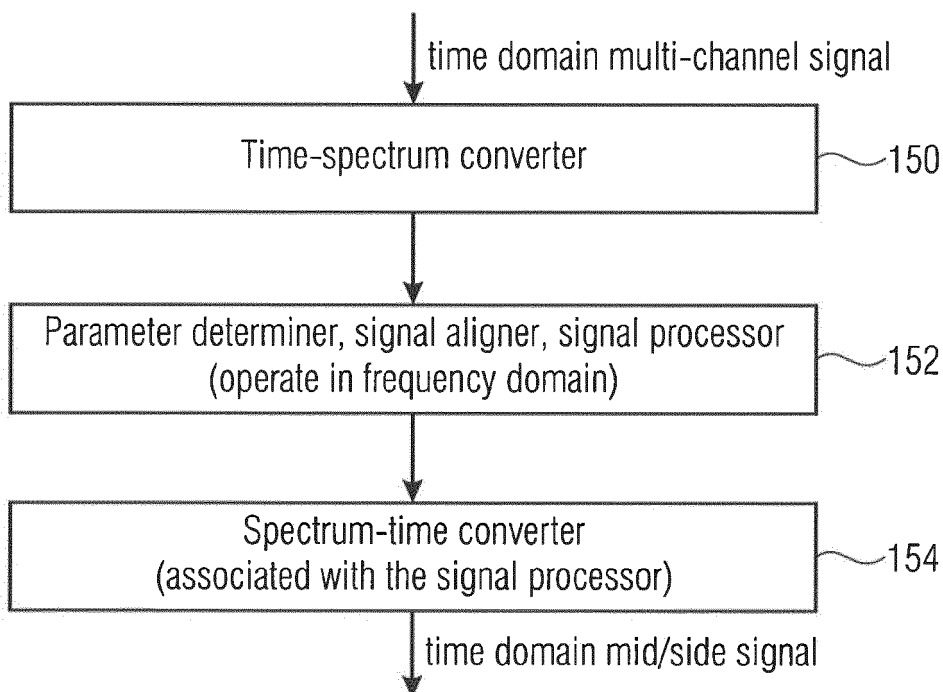 time domain multi-channel signal
Time-spectrum converter
150
Parameter determiner, signal aligner, signal processor
(operate in frequency domain)
152
Spectrum-time converter
(associated with the signal processor)
154
time domain mid/side signal